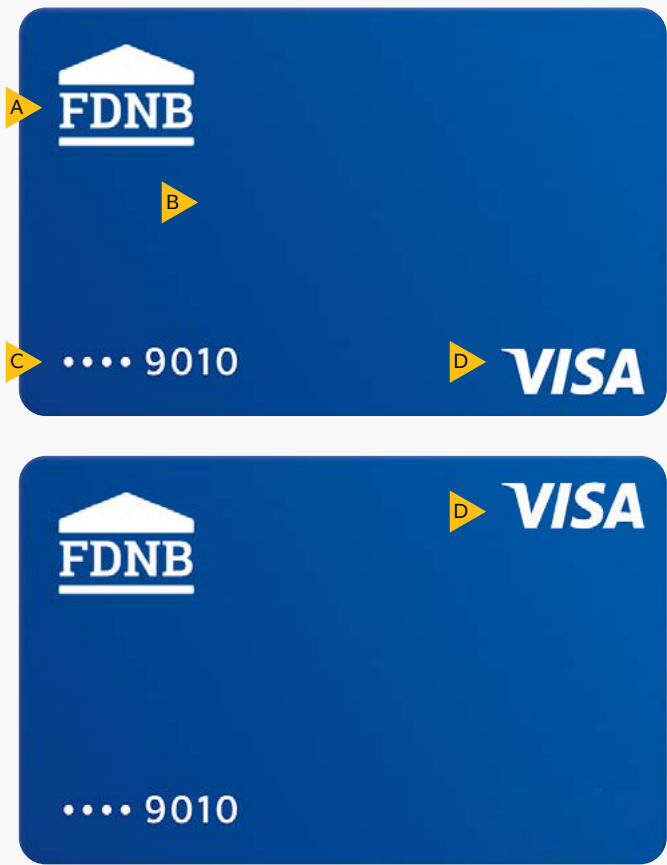 A FDNB
B
C •••• 9010
D VISA
FDNB
D VISA
•••• 9010